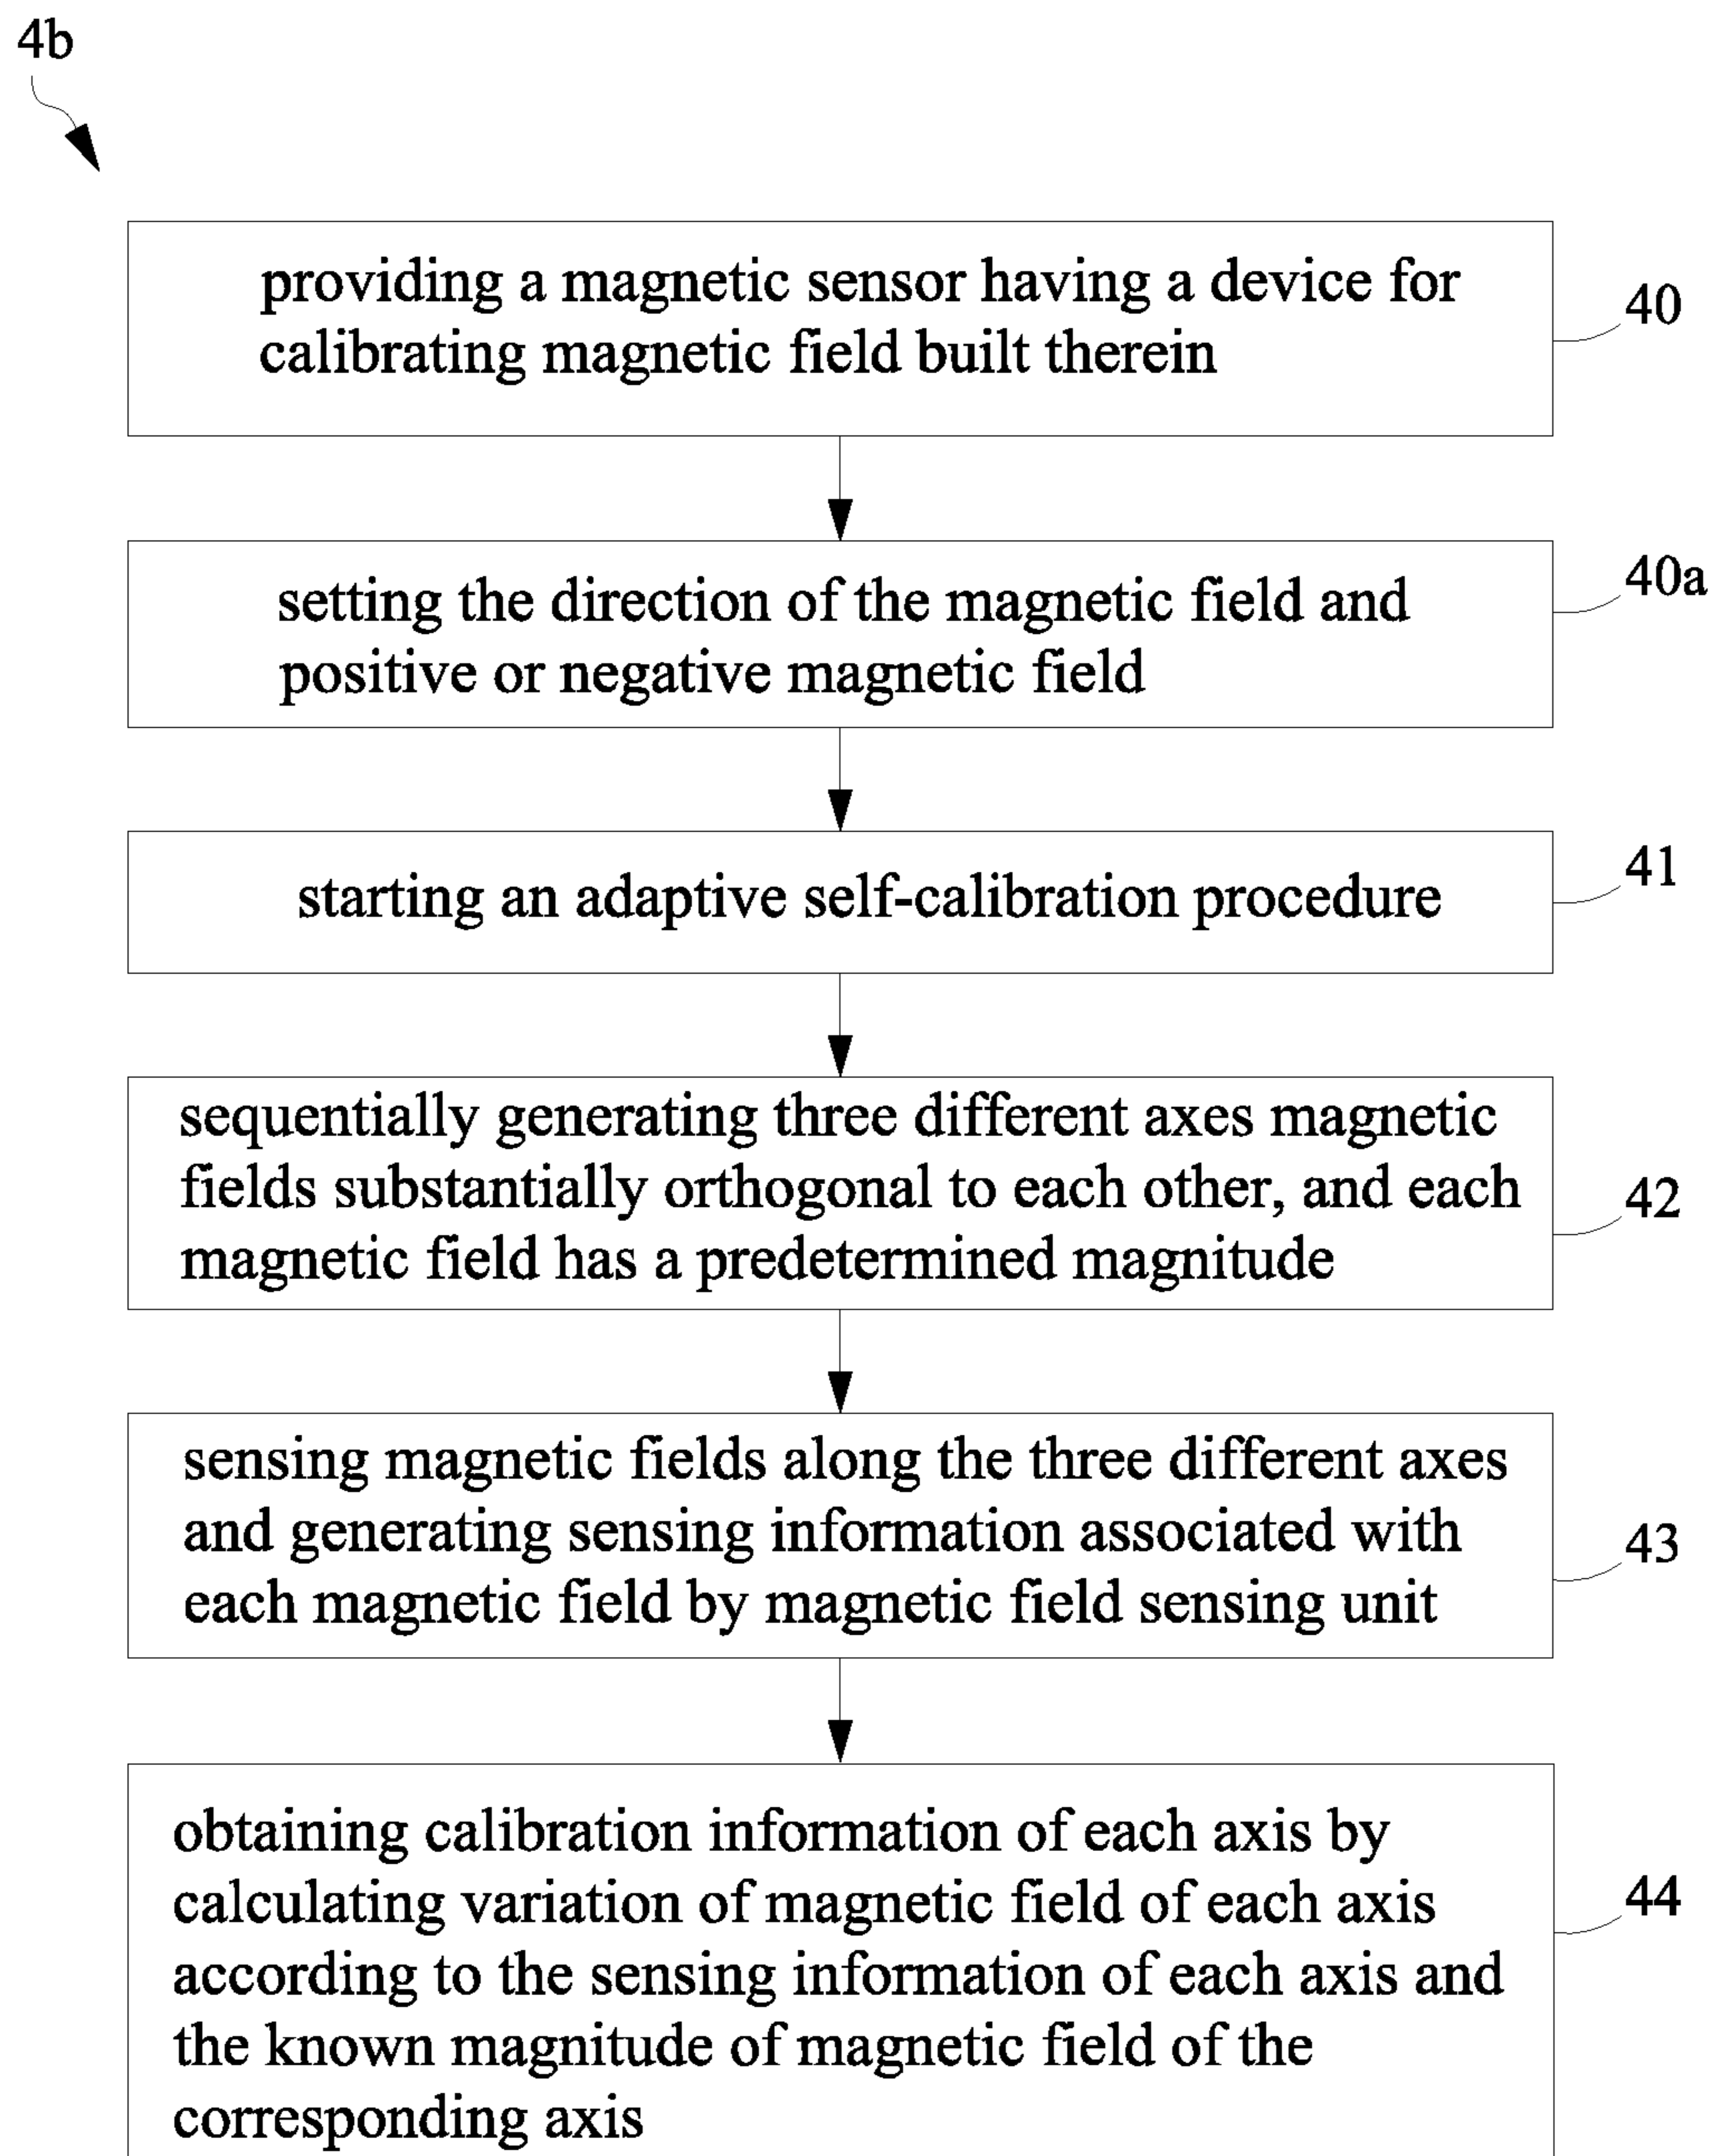 4b
providing a magnetic sensor having a device for
calibrating magnetic field built therein
40
setting the direction of the magnetic field and
positive or negative magnetic field
40a
starting an adaptive self-calibration procedure
41
sequentially generating three different axes magnetic
fields substantially orthogonal to each other, and each
magnetic field has a predetermined magnitude
42
sensing magnetic fields along the three different axes
and generating sensing information associated with
each magnetic field by magnetic field sensing unit
43
obtaining calibration information of each axis by
calculating variation of magnetic field of each axis
according to the sensing information of each axis and
the known magnitude of magnetic field of the
corresponding axis
44